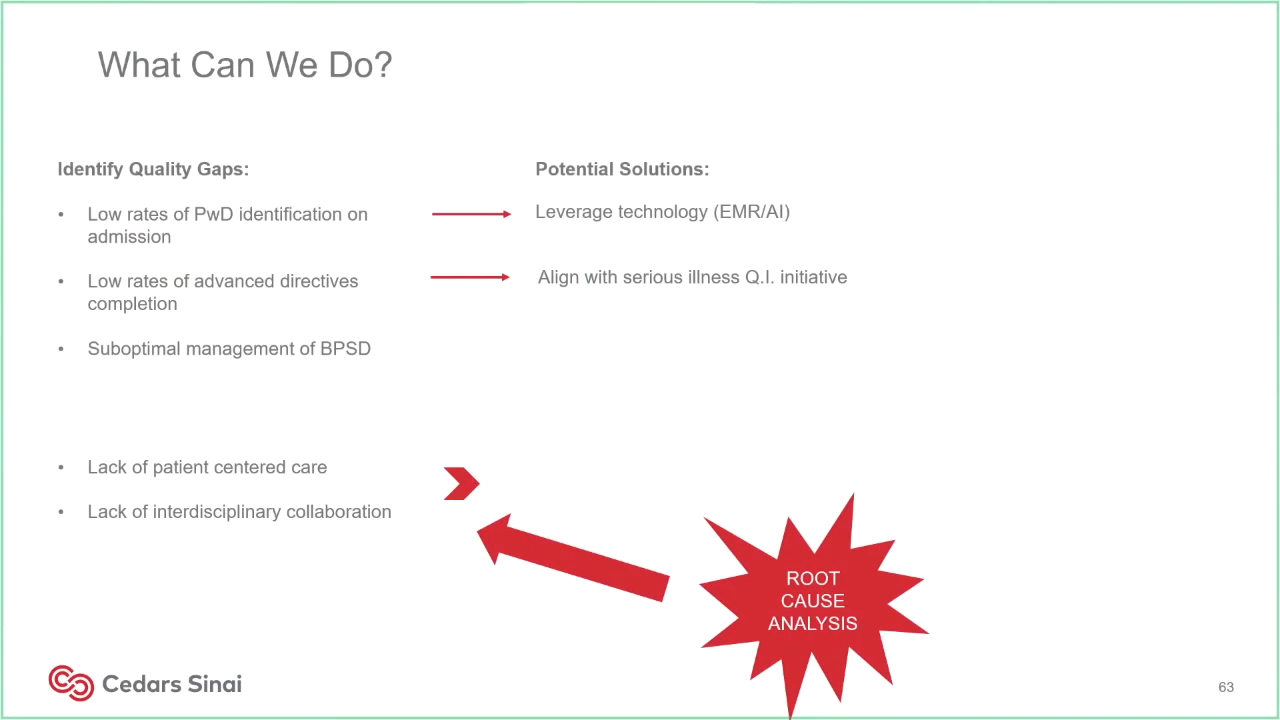 What Can We Do?
Identify Quality Gaps:
• Low rates of PwD identification on
admission
• Low rates of advanced directives
completion
• Suboptimal management of BPSD
• Lack of patient centered care
• Lack of interdisciplinary collaboration
Potential Solutions:
Leverage technology (EMR/AI)
Align with serious illness Q.I. initiative
ROOT
CAUSE
ANALYSIS
Cedars Sinai
63